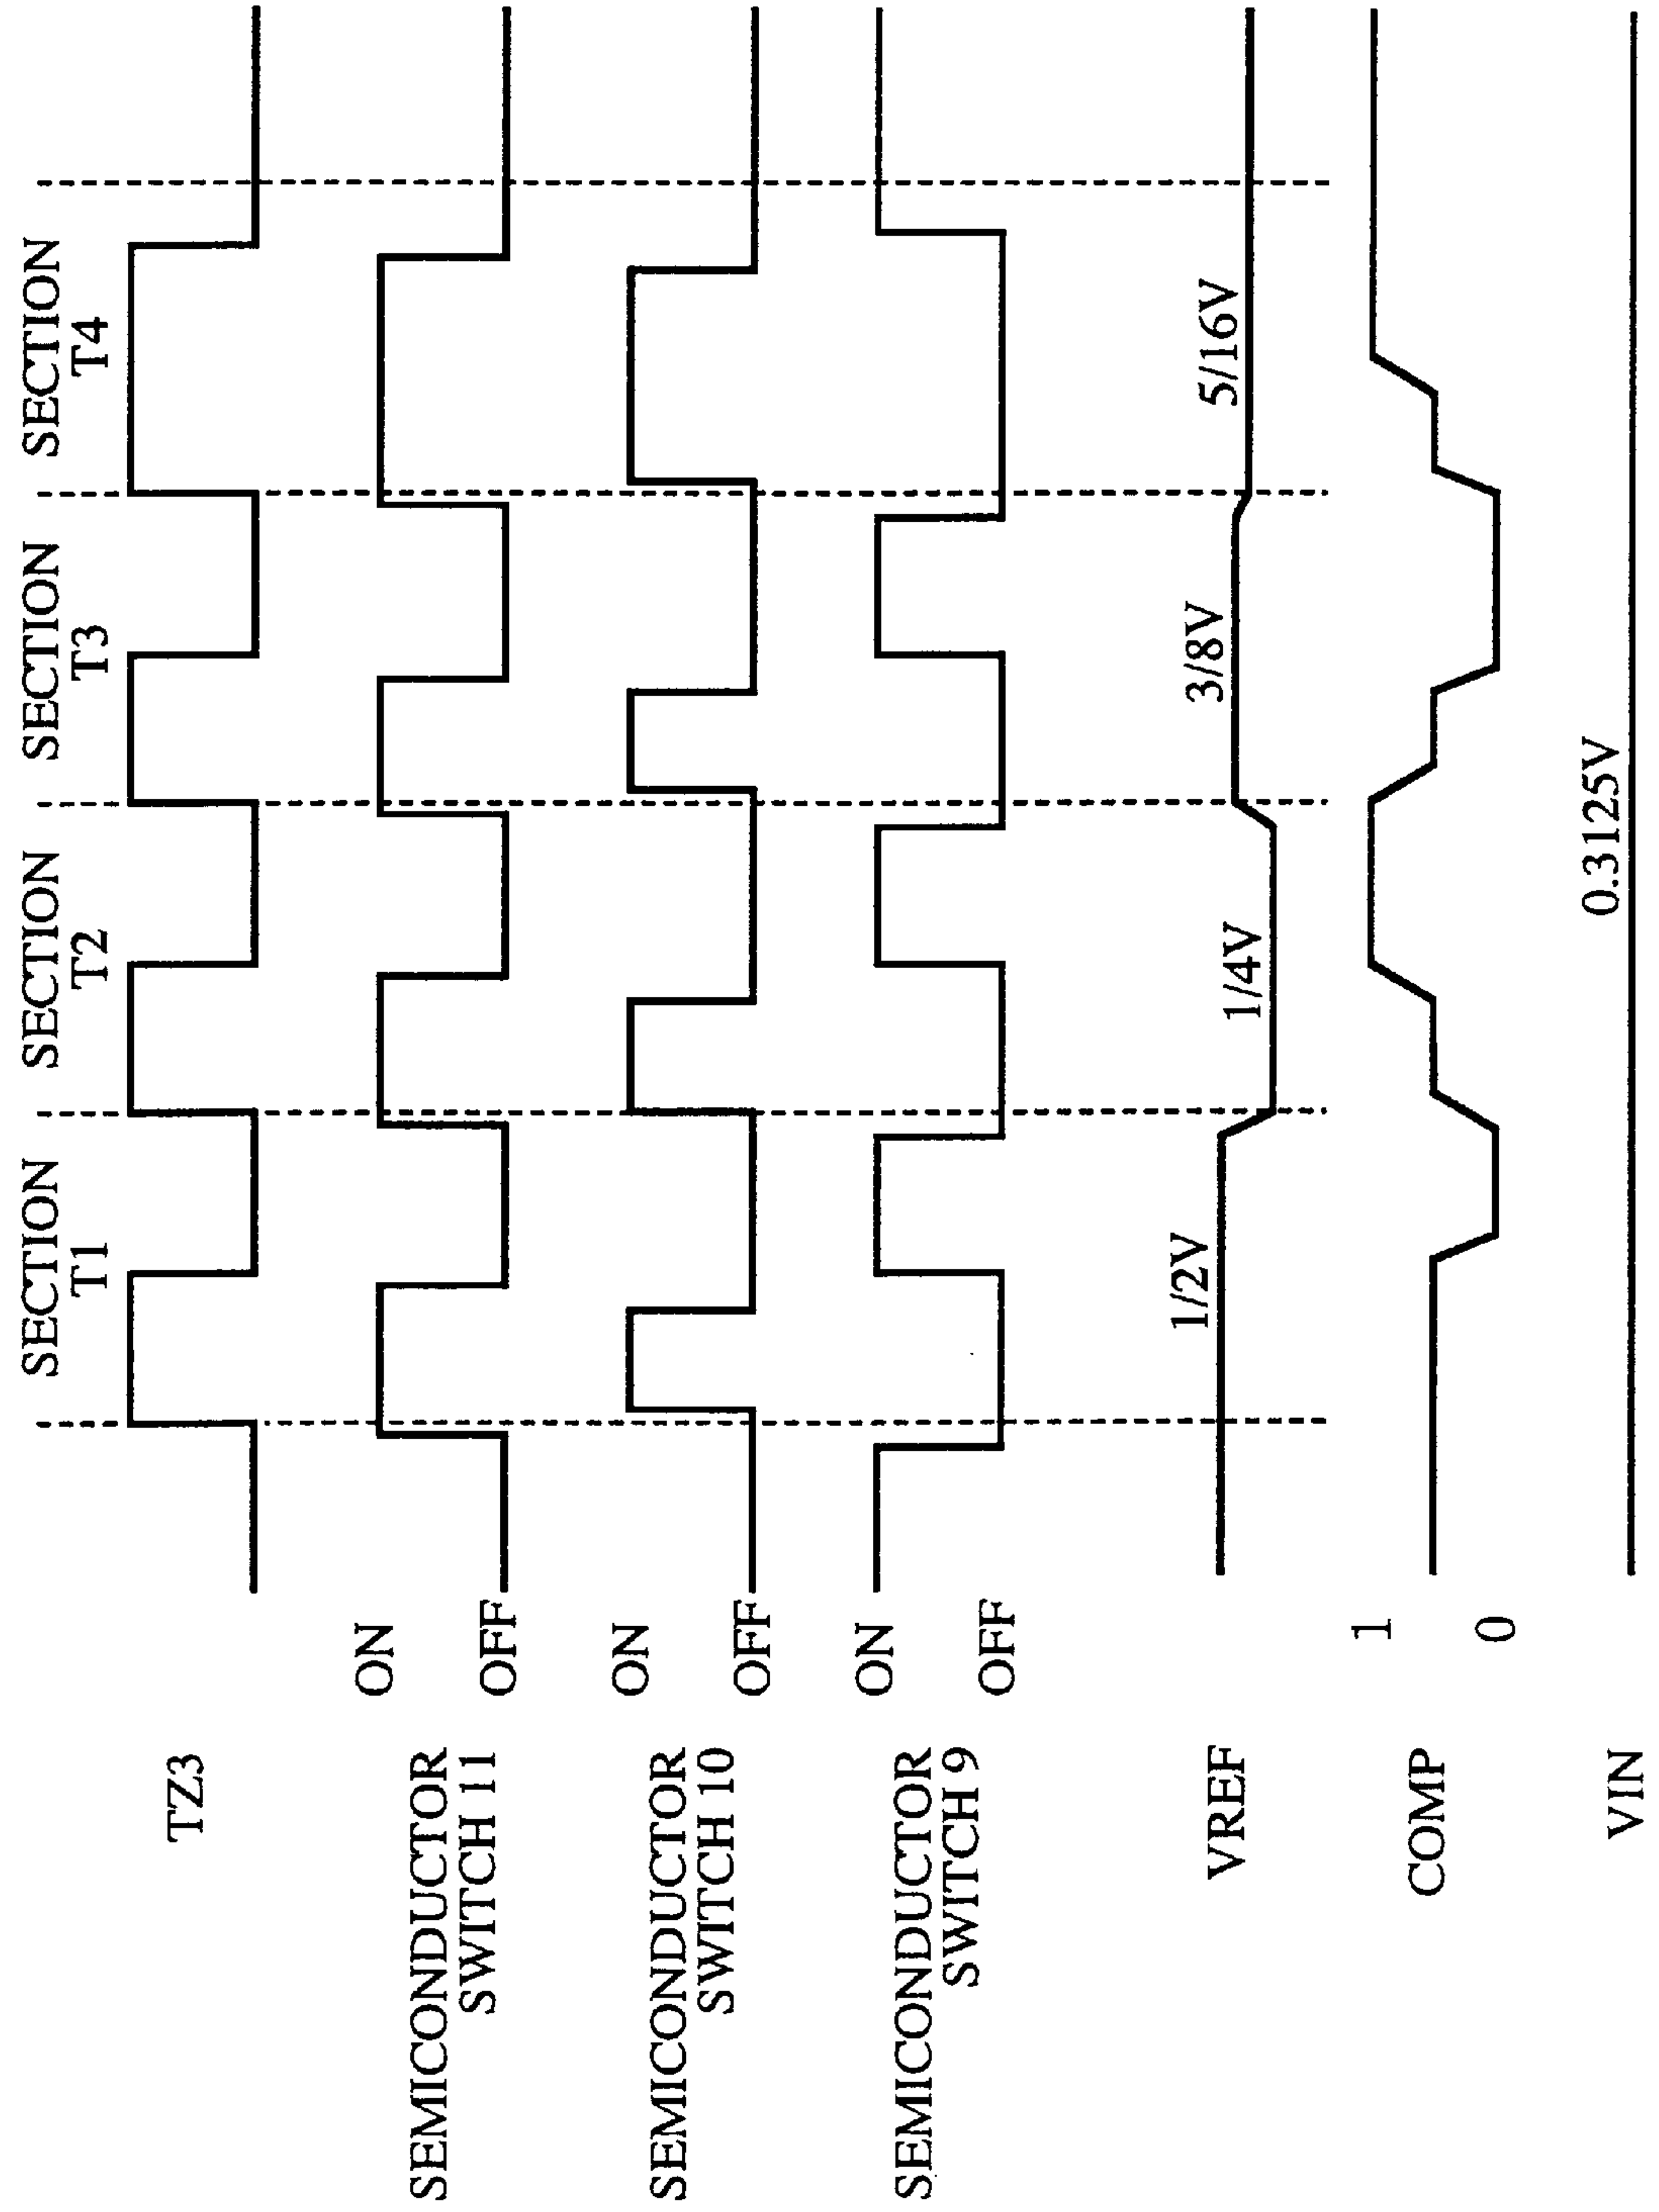 SECTION
T1
SECTION
T2
SECTION
T3
SECTION
T4
TZ3
SEMICONDUCTOR
SWITCH 11
ON
OFF
SEMICONDUCTOR
SWITCH 10
ON
OFF
SEMICONDUCTOR
SWITCH 9
ON
OFF
VREF
1/2V
1/4V
3/8V
5/16V
COMP
1
0
VIN
0.3125V